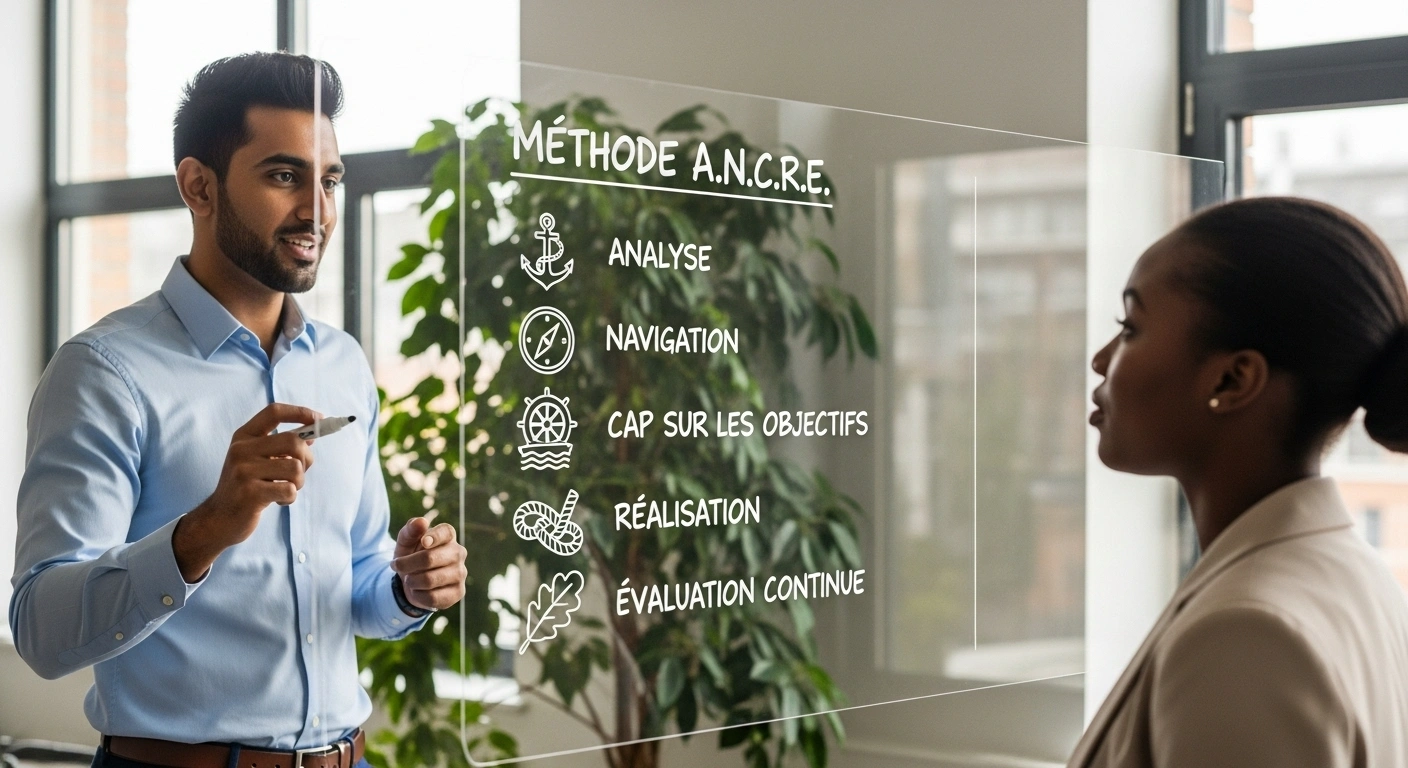 MÉTHODE A.N.C.R.E.
ANALYSE
NAVIGATION
CAP SUR LES OBJECTIFS
RÉALISATION
ÉVALUATION CONTINUE